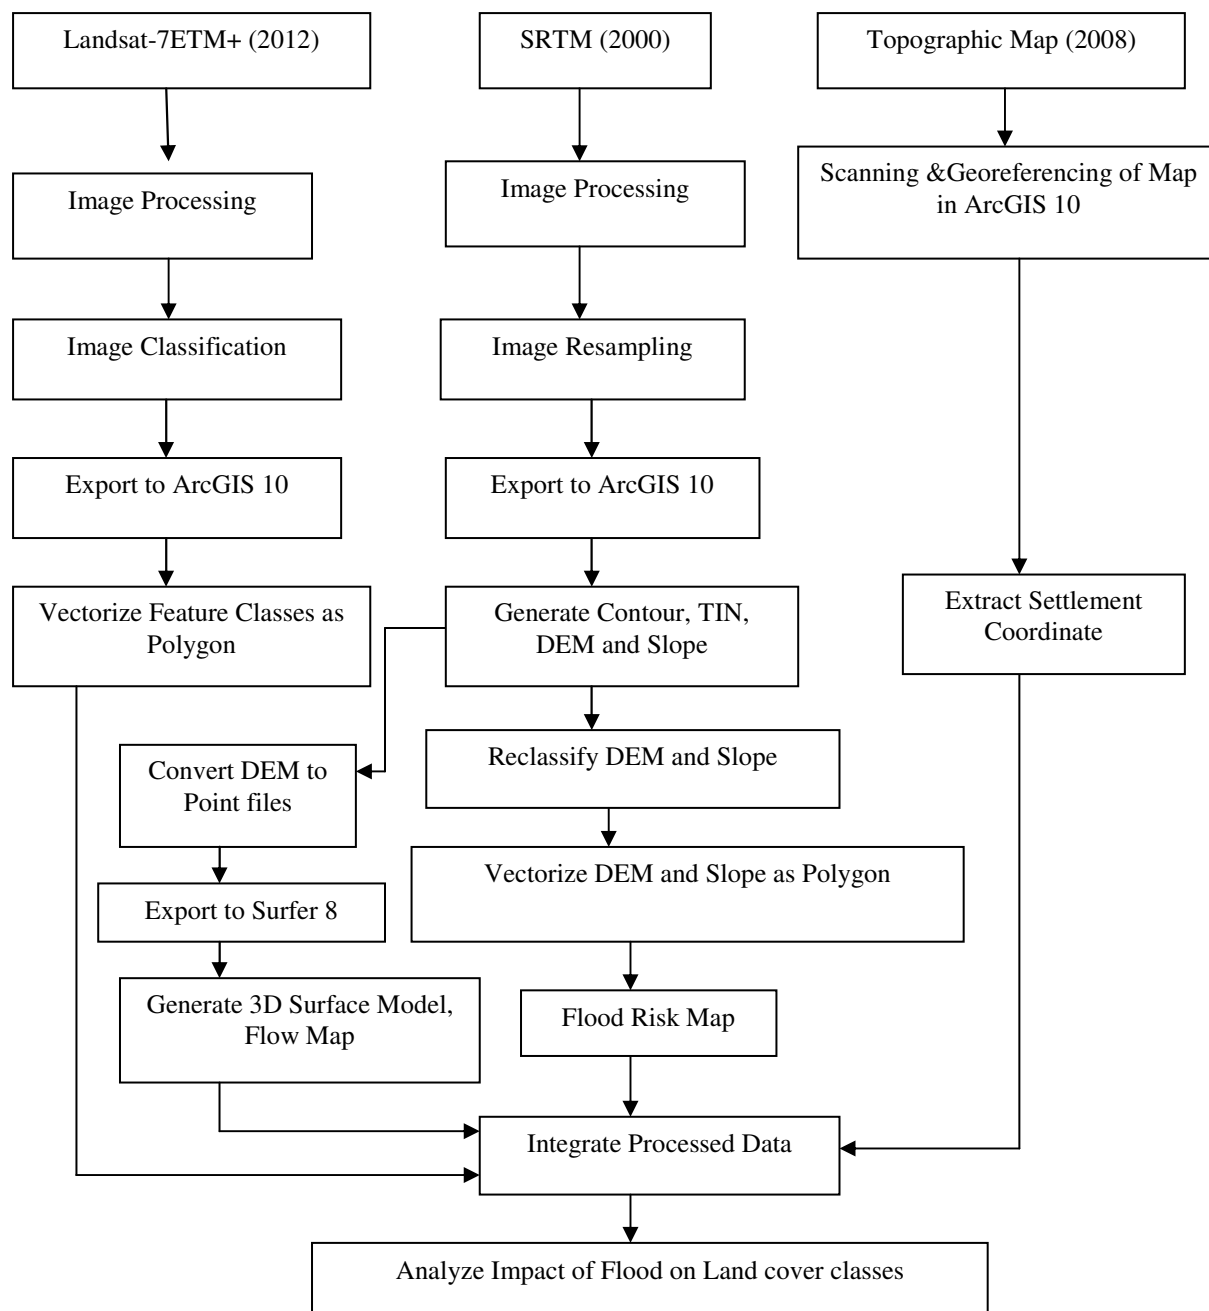 Landsat-7ETM+ (2012)
SRTM (2000)
Topographic Map (2008)
Image Processing
Image Processing
Scanning &Georeferencing of Map
in ArcGIS 10
Image Classification
Image Resampling
Export to ArcGIS 10
Export to ArcGIS 10
Vectorize Feature Classes as
Polygon
Generate Contour, TIN,
DEM and Slope
Extract Settlement
Coordinate
Convert DEM to
Point files
Reclassify DEM and Slope
Export to Surfer 8
Vectorize DEM and Slope as Polygon
Generate 3D Surface Model,
Flow Map
Flood Risk Map
Integrate Processed Data
Analyze Impact of Flood on Land cover classes